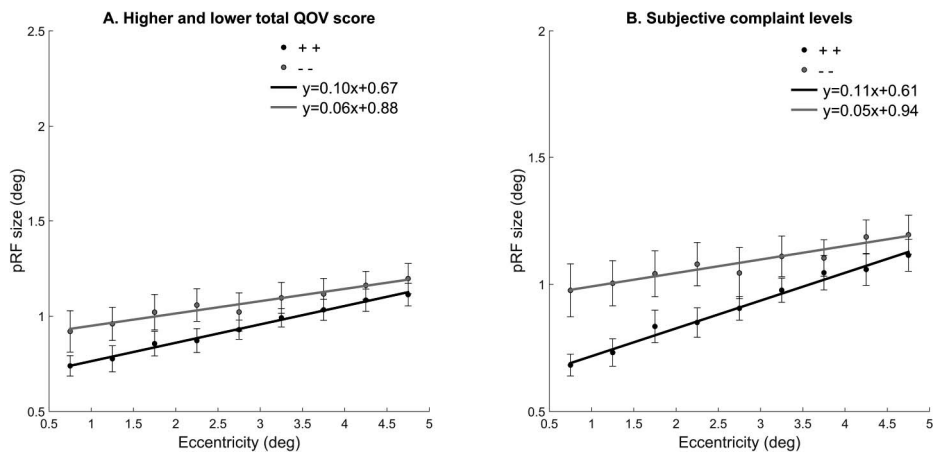 A. Higher and lower total QOV score
2.5
2
1.5
1
0.5
pRF size (deg)
+ +
- -
y=0.10x+0.67
y=0.06x+0.88
0.5 1 1.5 2 2.5 3 3.5 4 4.5 5
Eccentricity (deg)
B. Subjective complaint levels
2
1.5
1
0.5
pRF size (deg)
+ +
- -
y=0.11x+0.61
y=0.05x+0.94
0.5 1 1.5 2 2.5 3 3.5 4 4.5 5
Eccentricity (deg)